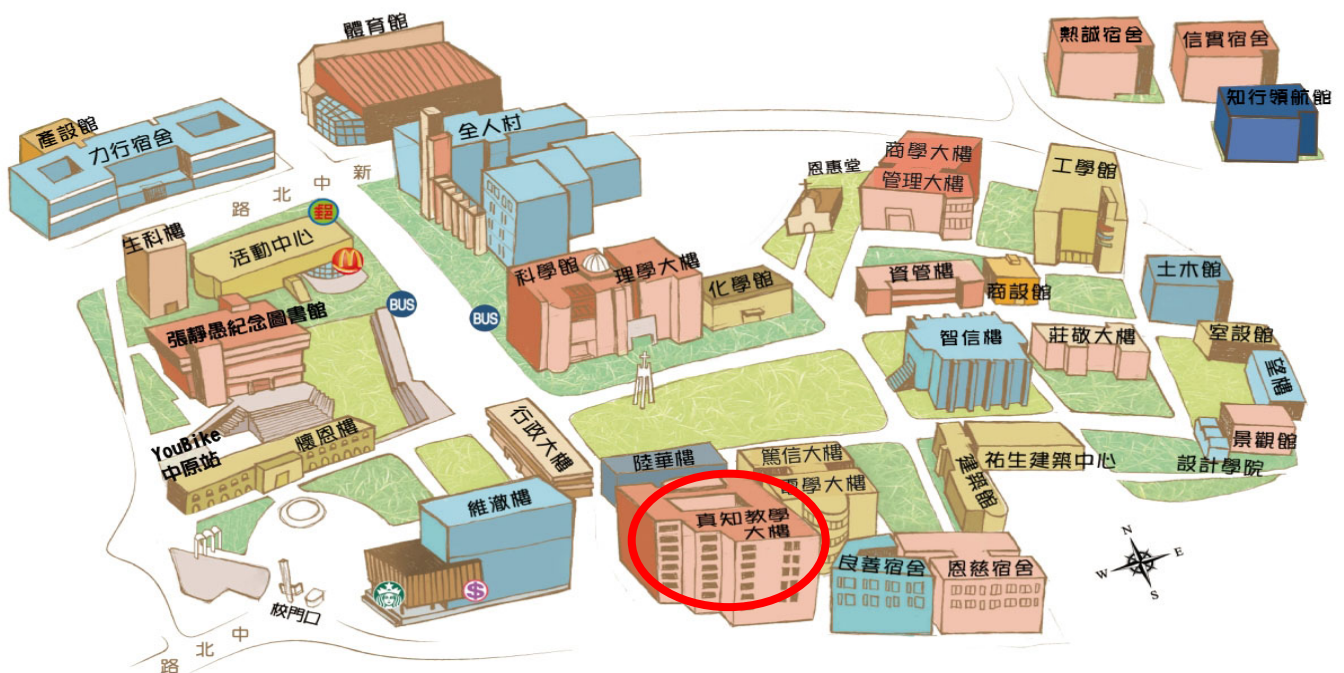 體育館
熱誠宿舍
信實宿舍
知行領航館
產設館
力行宿舍
全人村
新中北路
郵
生科樓
活動中心
BUS
BUS
張靜愚紀念圖書館
科學館
理學大樓
化學館
恩惠堂
商學大樓
管理大樓
工學館
資管樓
商設館
土木館
智信樓
莊敬大樓
室設館
望樓
景觀館
設計學院
YouBike
中原站
懷恩樓
行政大樓
維澈樓
陸華樓
篤信大樓
電學大樓
真知教學
大樓
建築館
祐生建築中心
良善宿舍
恩慈宿舍
$
校門口
中北路
N
E
W
S